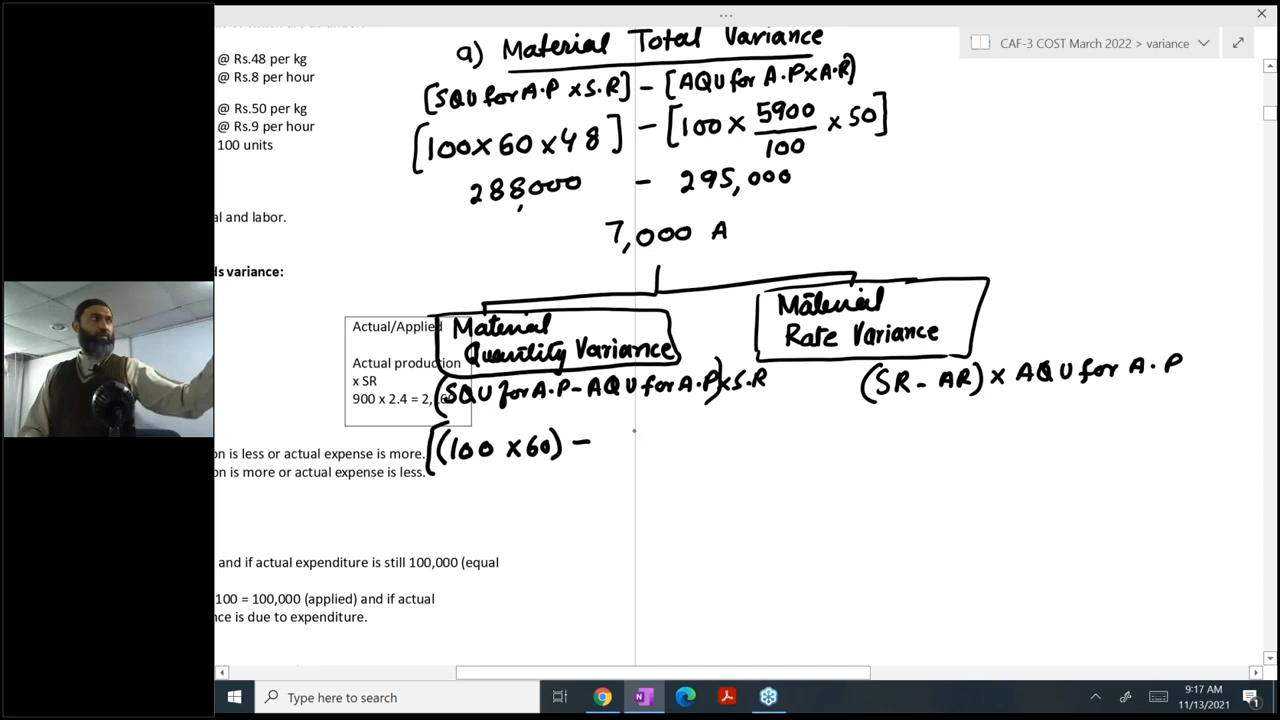 ...
CAF-3 COST March 2022 > variance
@ Rs.48 per kg
@ Rs.8 per hour
@ Rs.50 per kg
@ Rs.9 per hour
100 units
al and labor.
ds variance:
a) Material Total Variance
[SQU for A.P x S.R] - [AQU for A.P x A.R]
[100 x 60 x 48] - [100 x 5900/100 x 50]
288,000 - 295,000
7,000 A
Material
Quantity Variance
Material
Rate Variance
(SQU for A.P - AQU for A.P) x S.R
(SR - AR) x AQU for A.P
[(100 x 60) -
Actual/Applied
Actual production
x SR
900 x 2.4 = 2,
on is less or actual expense is more.
on is more or actual expense is less.
and if actual expenditure is still 100,000 (equal
100 = 100,000 (applied) and if actual
nce is due to expenditure.
Type here to search
9:17 AM
11/13/2021
1